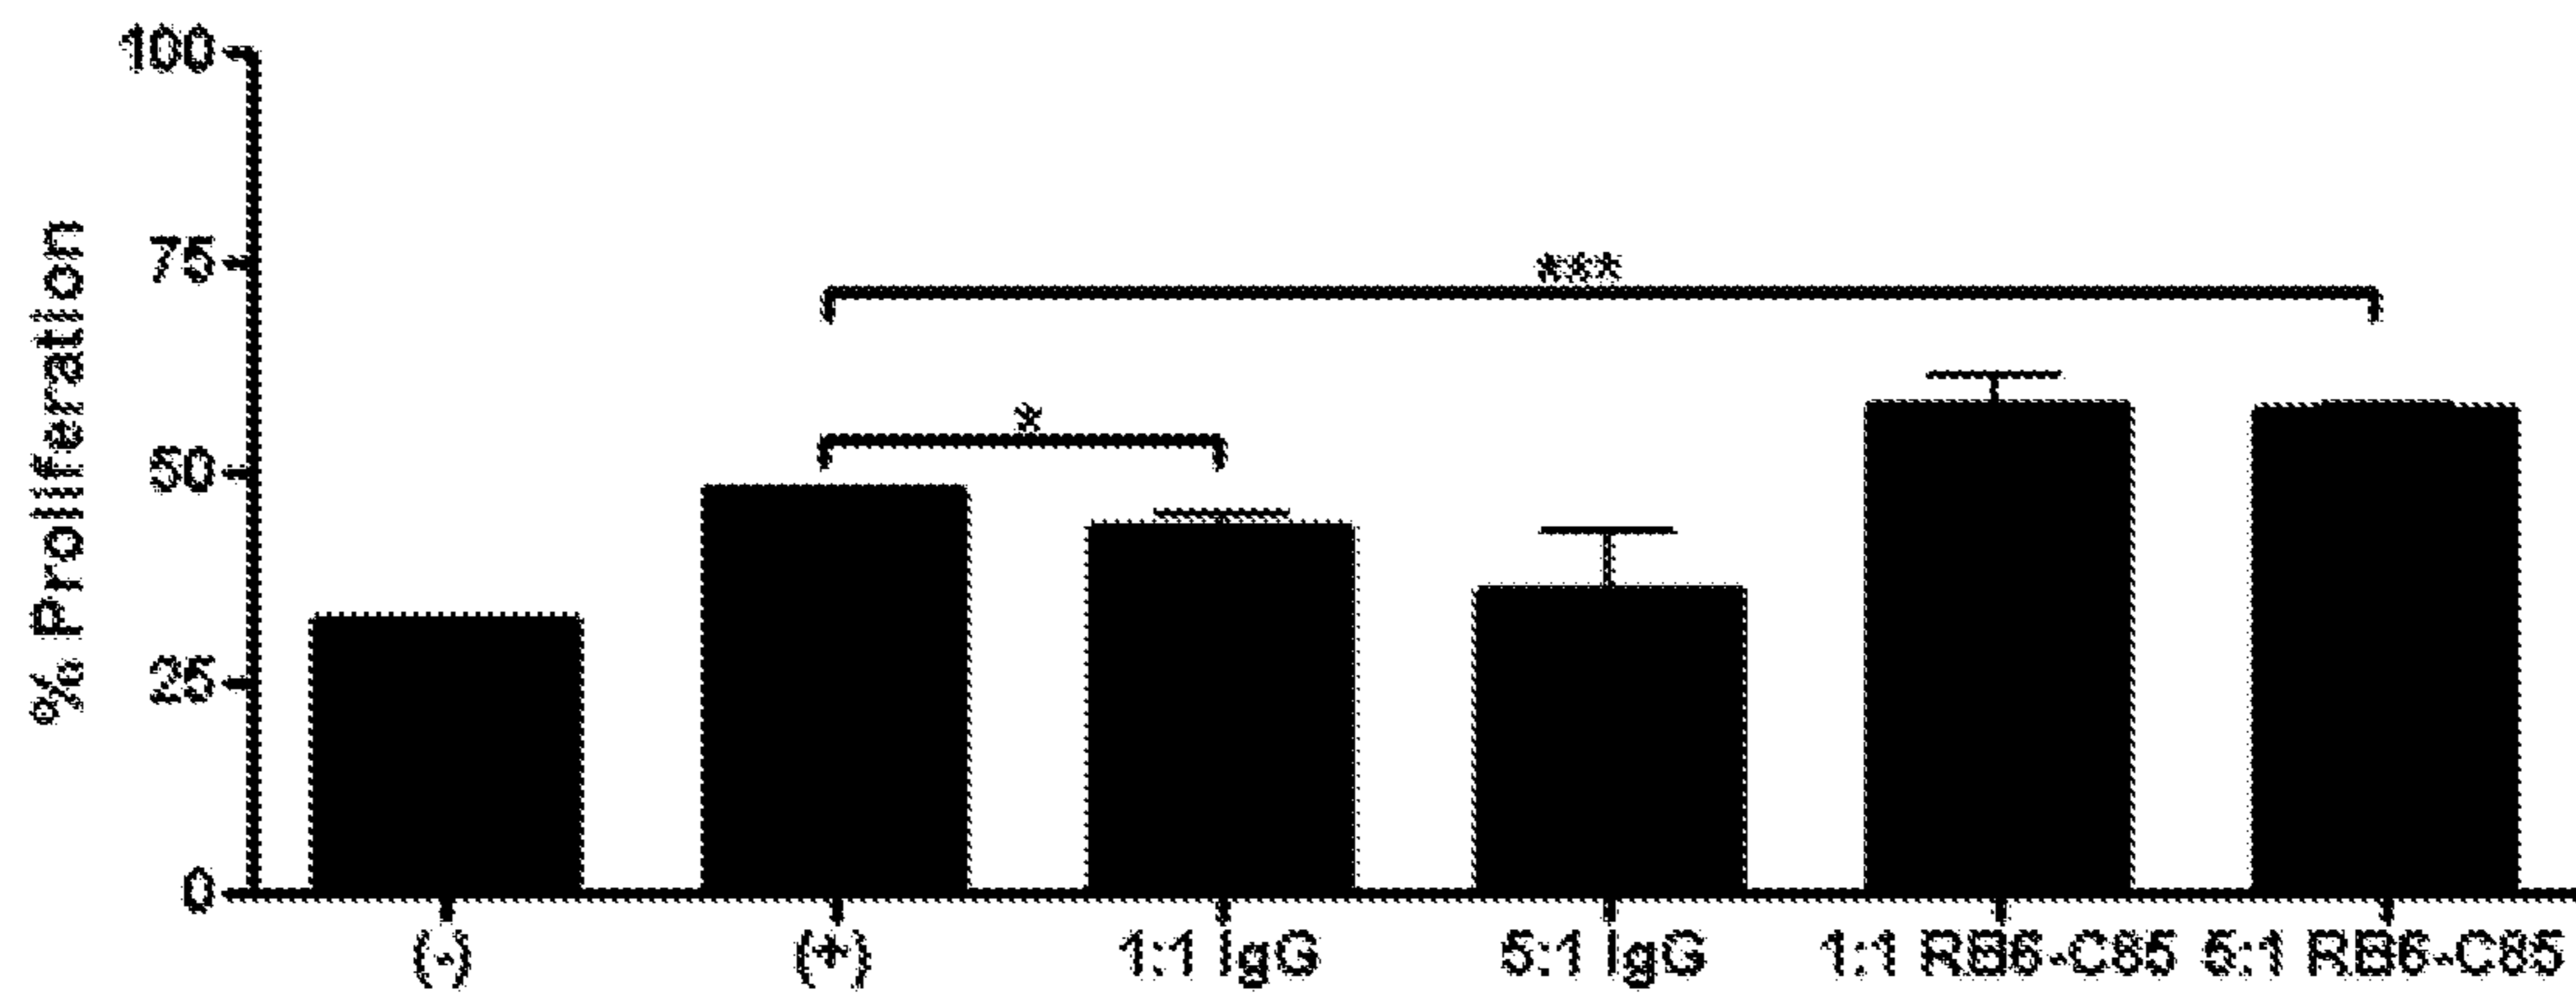 % Proliferation
100
75
50
25
0
***
*
(-)
(+)
1:1 IgG
5:1 IgG
1:1 RB6-C85
5:1 RB6-C85